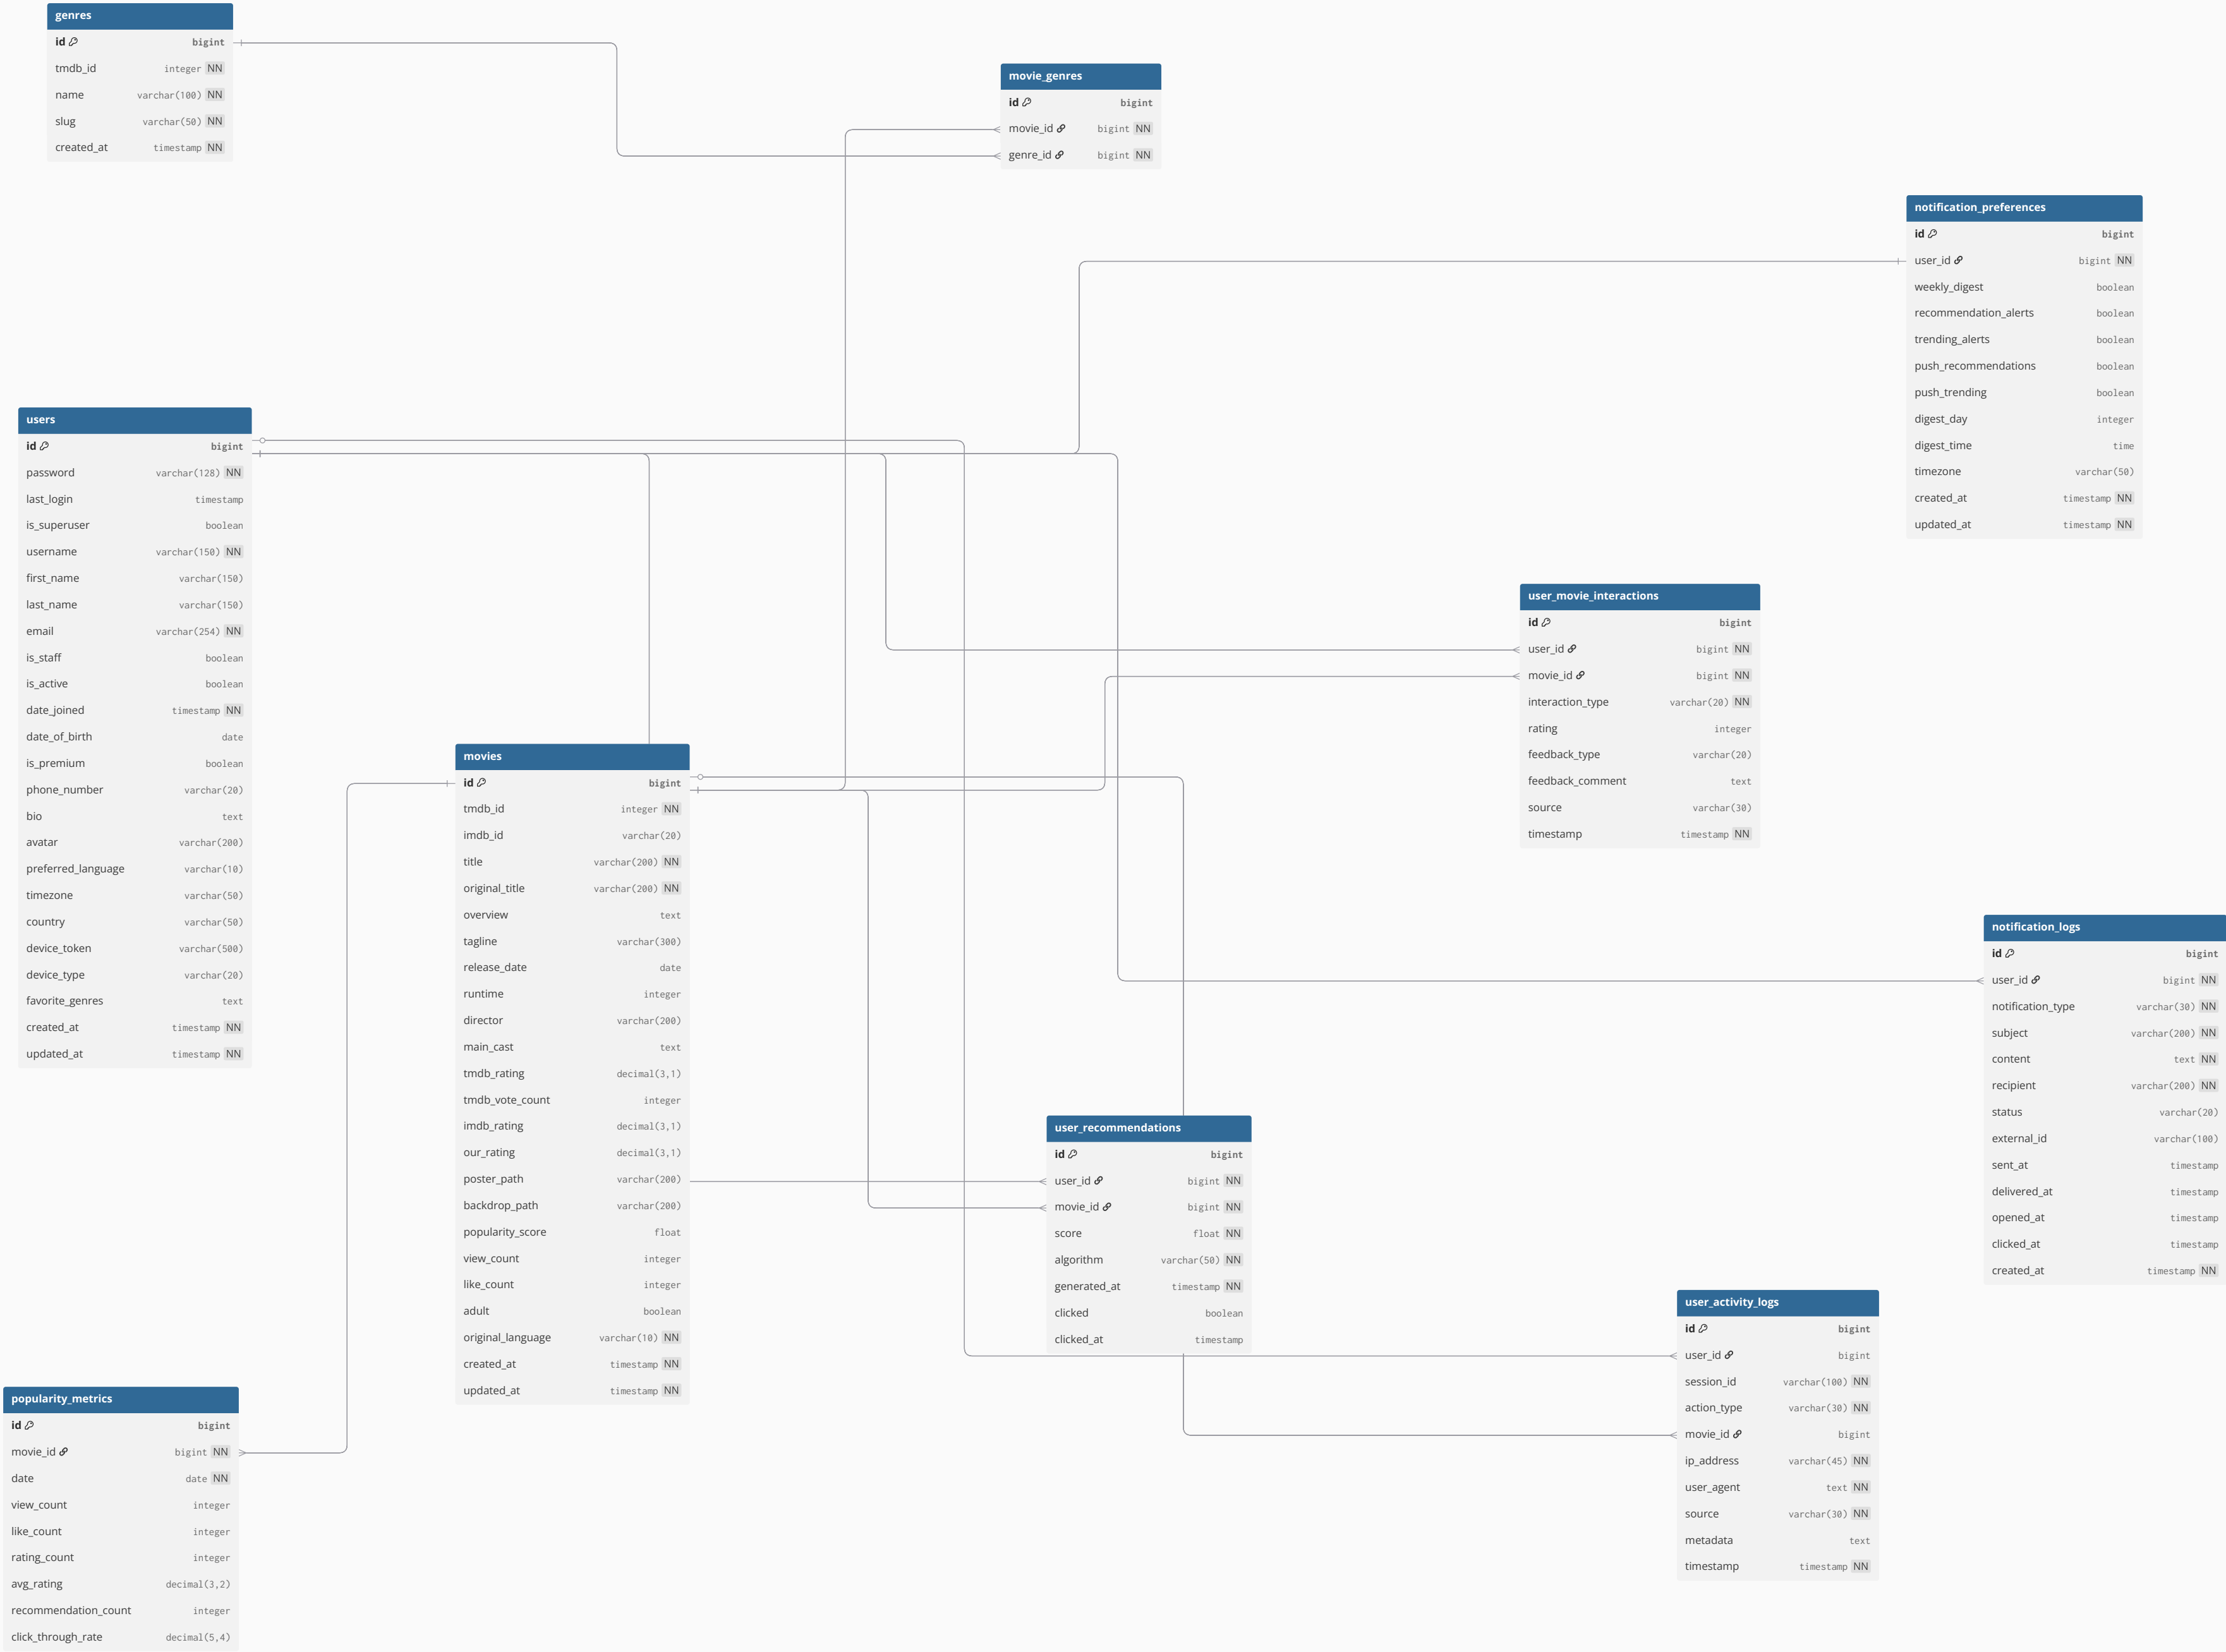 genres
id bigint
tmdb_id integer NN
name varchar(100) NN
slug varchar(50) NN
created_at timestamp NN
movie_genres
id bigint
movie_id bigint NN
genre_id bigint NN
notification_preferences
id bigint
user_id bigint NN
weekly_digest boolean
recommendation_alerts boolean
trending_alerts boolean
push_recommendations boolean
push_trending boolean
digest_day integer
digest_time time
timezone varchar(50)
created_at timestamp NN
updated_at timestamp NN
users
id bigint
password varchar(128) NN
last_login timestamp
is_superuser boolean
username varchar(150) NN
first_name varchar(150)
last_name varchar(150)
email varchar(254) NN
is_staff boolean
is_active boolean
date_joined timestamp NN
date_of_birth date
is_premium boolean
phone_number varchar(20)
bio text
avatar varchar(200)
preferred_language varchar(10)
timezone varchar(50)
country varchar(50)
device_token varchar(500)
device_type varchar(20)
favorite_genres text
created_at timestamp NN
updated_at timestamp NN
user_movie_interactions
id bigint
user_id bigint NN
movie_id bigint NN
interaction_type varchar(20) NN
rating integer
feedback_type varchar(20)
feedback_comment text
source varchar(30)
timestamp timestamp NN
movies
id bigint
tmdb_id integer NN
imdb_id varchar(20)
title varchar(200) NN
original_title varchar(200) NN
overview text
tagline varchar(300)
release_date date
runtime integer
director varchar(200)
main_cast text
tmdb_rating decimal(3,1)
tmdb_vote_count integer
imdb_rating decimal(3,1)
our_rating decimal(3,1)
poster_path varchar(200)
backdrop_path varchar(200)
popularity_score float
view_count integer
like_count integer
adult boolean
original_language varchar(10) NN
created_at timestamp NN
updated_at timestamp NN
notification_logs
id bigint
user_id bigint NN
notification_type varchar(30) NN
subject varchar(200) NN
content text NN
recipient varchar(200) NN
status varchar(20)
external_id varchar(100)
sent_at timestamp
delivered_at timestamp
opened_at timestamp
clicked_at timestamp
created_at timestamp NN
user_recommendations
id bigint
user_id bigint NN
movie_id bigint NN
score float NN
algorithm varchar(50) NN
generated_at timestamp NN
clicked boolean
clicked_at timestamp
user_activity_logs
id bigint
user_id bigint
session_id varchar(100) NN
action_type varchar(30) NN
movie_id bigint
ip_address varchar(45) NN
user_agent text NN
source varchar(30) NN
metadata text
timestamp timestamp NN
popularity_metrics
id bigint
movie_id bigint NN
date date NN
view_count integer
like_count integer
rating_count integer
avg_rating decimal(3,2)
recommendation_count integer
click_through_rate decimal(5,4)